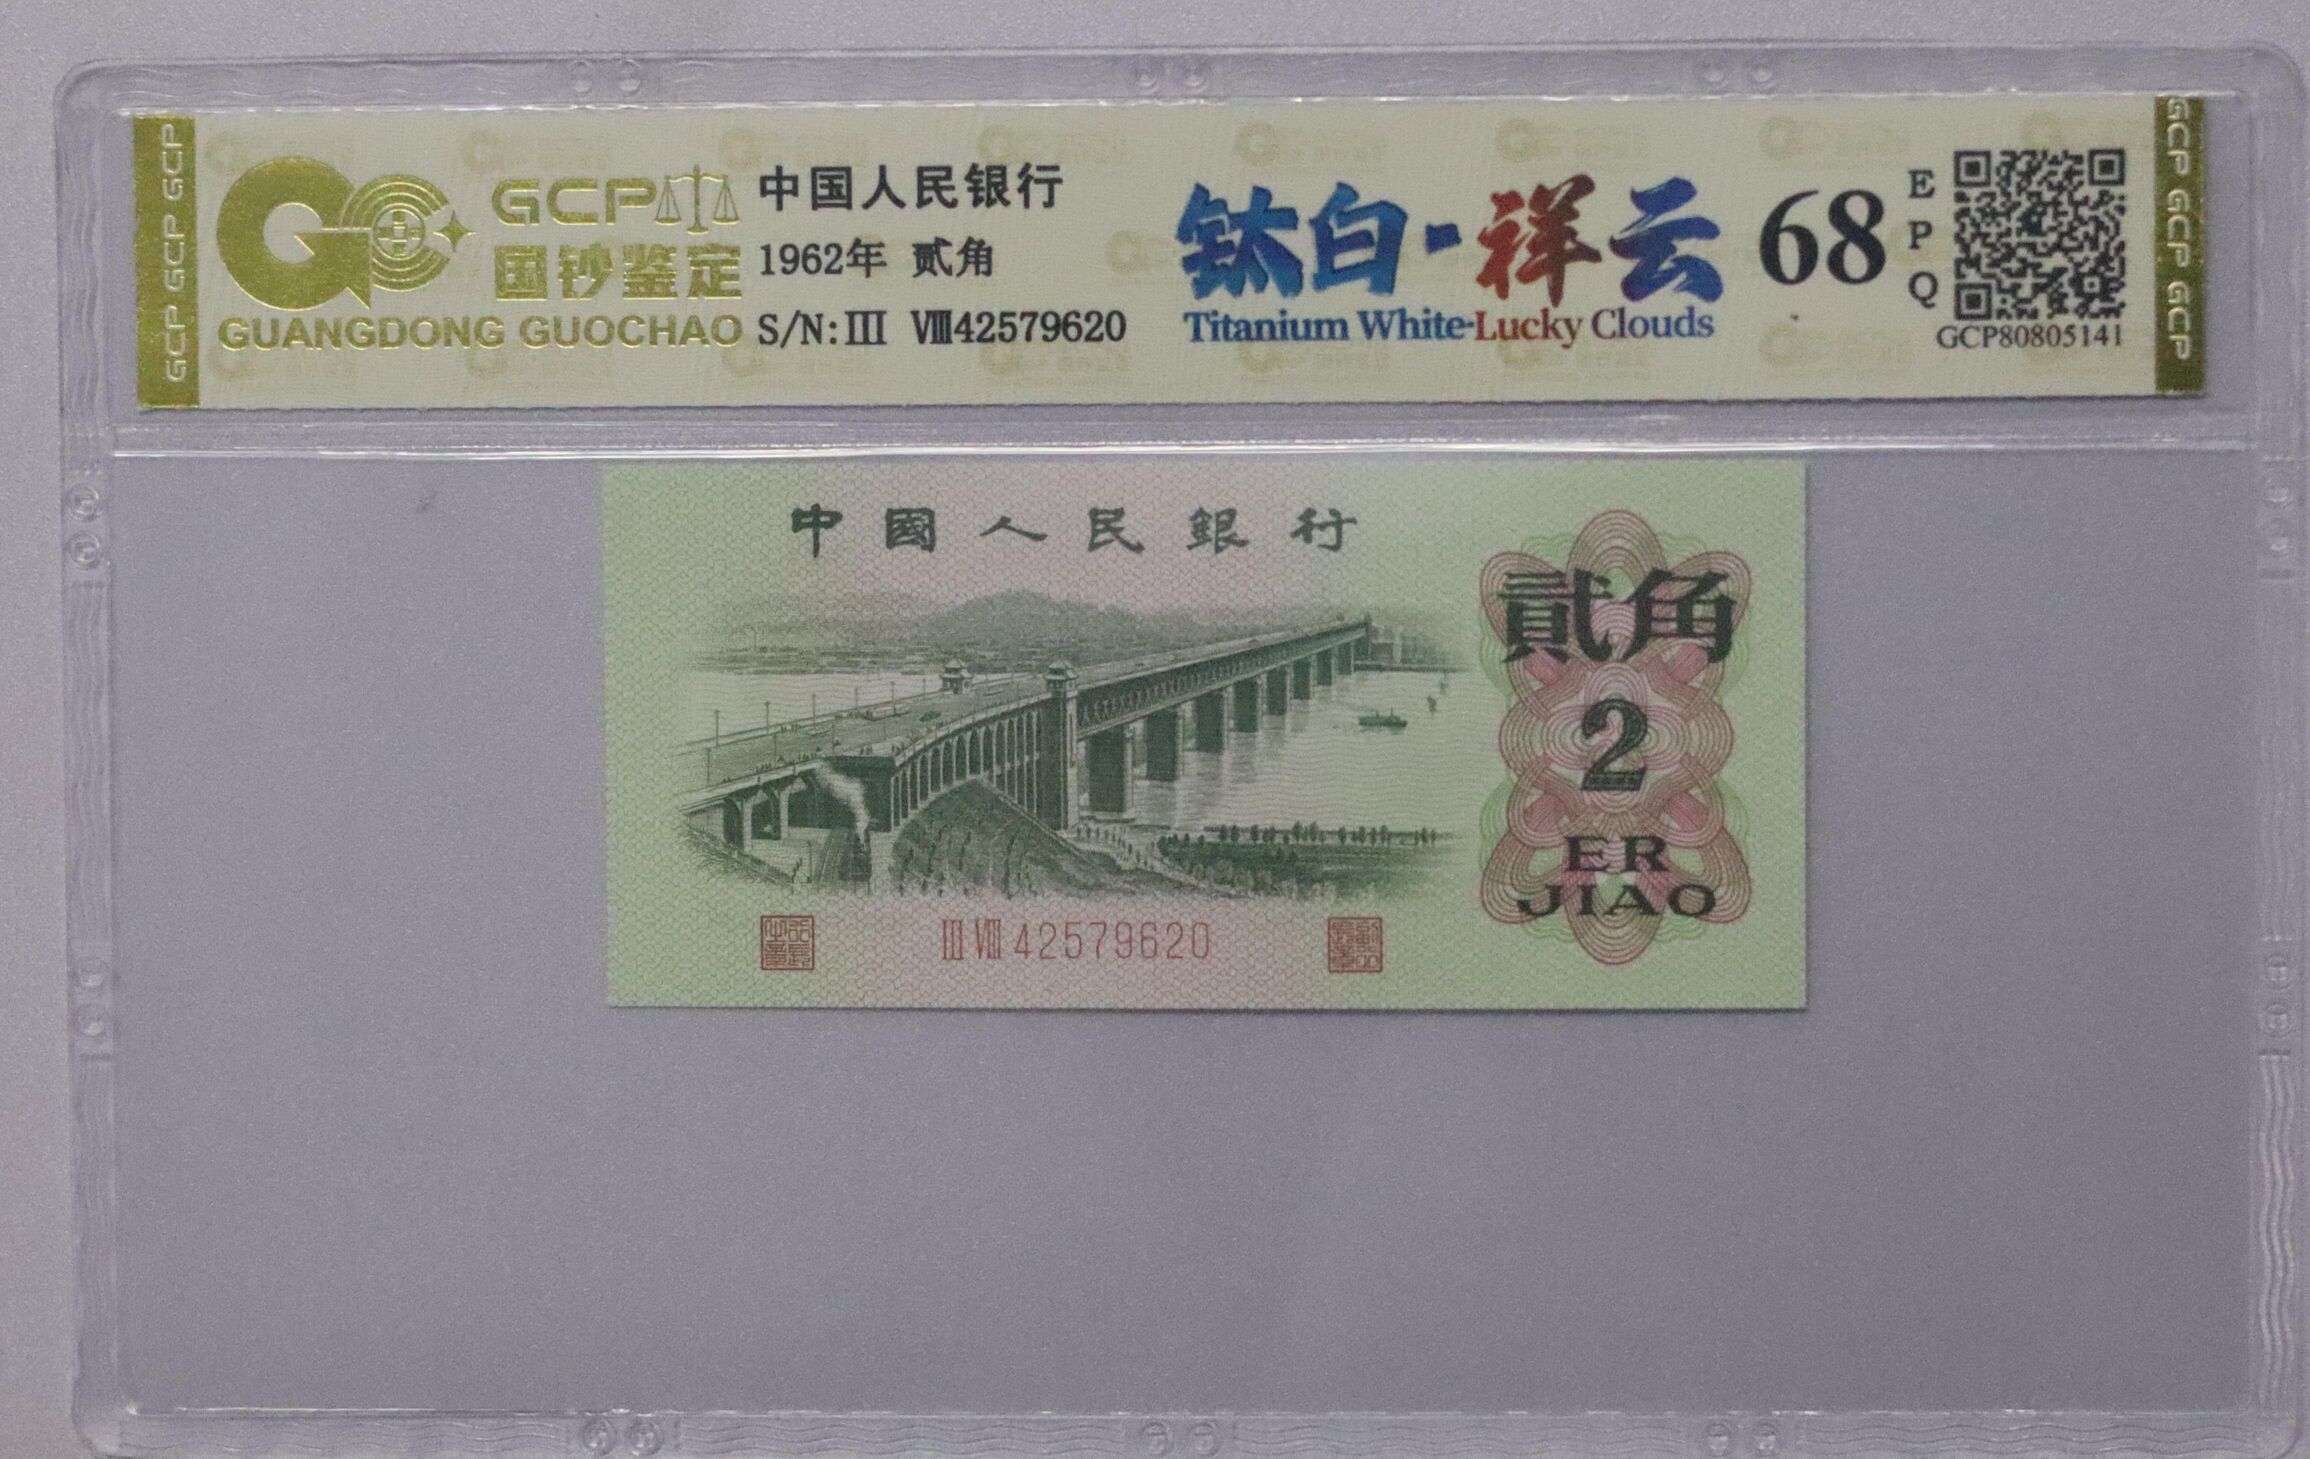 GCP GCP GCP
GCP
国钞鉴定
GUANGDONG GUOCHAO
中国人民银行
1962年 贰角
S/N:III VIII42579620
钛白-祥云
Titanium White-Lucky Clouds
68
EPQ
GCP80805141
GCP GCP GCP
中國人民銀行
貳角
2
ER
JIAO
III VIII 42579620